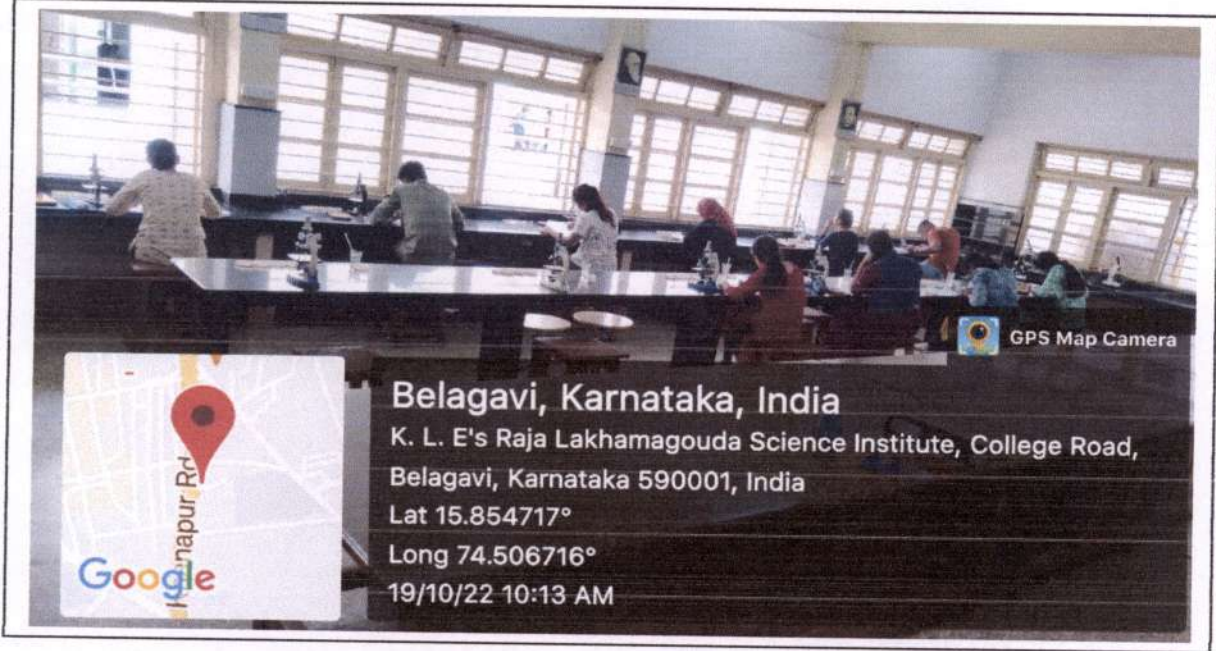 GPS Map Camera
Belagavi, Karnataka, India
K. L. E's Raja Lakhamagouda Science Institute, College Road,
Belagavi, Karnataka 590001, India
Lat 15.854717°
Long 74.506716°
19/10/22 10:13 AM
Rd
Google